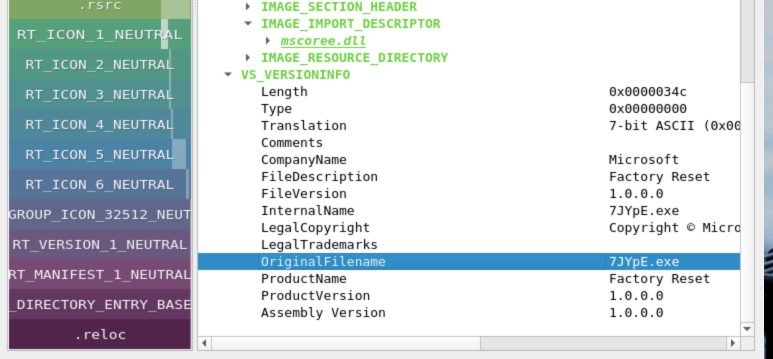 .rsrc
RT_ICON_1_NEUTRAL
RT_ICON_2_NEUTRAL
RT_ICON_3_NEUTRAL
RT_ICON_4_NEUTRAL
RT_ICON_5_NEUTRAL
RT_ICON_6_NEUTRAL
GROUP_ICON_32512_NEUT
RT_VERSION_1_NEUTRAL
RT_MANIFEST_1_NEUTRAL
_DIRECTORY_ENTRY_BASE
.reloc
IMAGE_SECTION_HEADER
IMAGE_IMPORT_DESCRIPTOR
mscoree.dll
IMAGE_RESOURCE_DIRECTORY
VS_VERSIONINFO
Length 0x0000034c
Type 0x00000000
Translation 7-bit ASCII (0x00
Comments
CompanyName Microsoft
FileDescription Factory Reset
FileVersion 1.0.0.0
InternalName 7JYpE.exe
LegalCopyright Copyright © Micro
LegalTrademarks
OriginalFilename 7JYpE.exe
ProductName Factory Reset
ProductVersion 1.0.0.0
Assembly Version 1.0.0.0